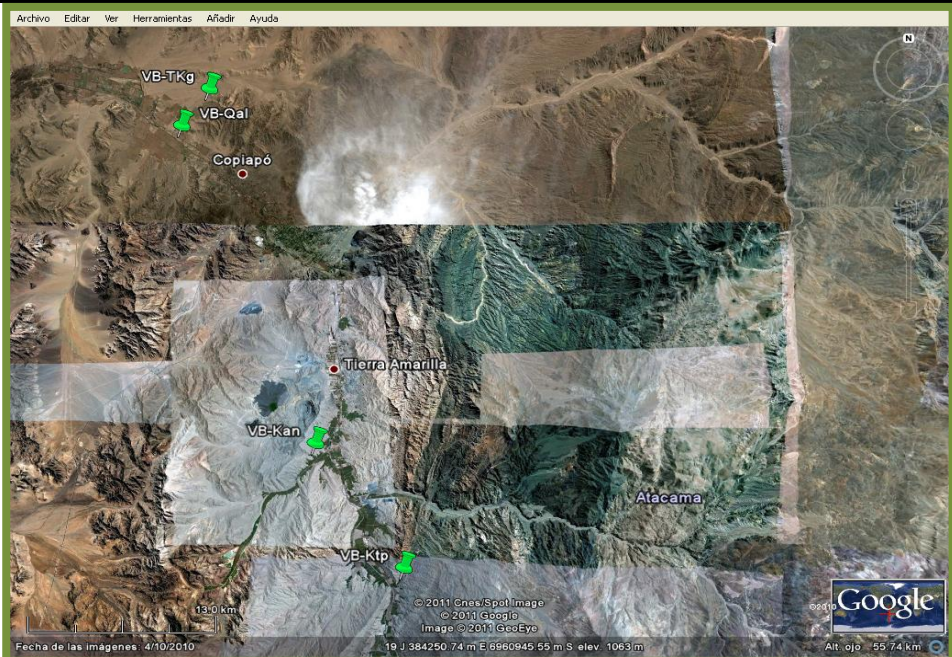 Archivo Editar Ver Herramientas Añadir Ayuda
N
VB-TKg
VB-Qal
Copiapó
Tierra Amarilla
VB-Kan
Atacama
VB-Ktp
13.0 km
© 2011 Cnes/Spot Image
© 2011 Google
Image © 2011 GeoEye
©2010 Google
Fecha de las imágenes: 4/10/2010 19 J 384250.74 m E 6960945.55 m S elev. 1063 m Alt. ojo 55.74 km